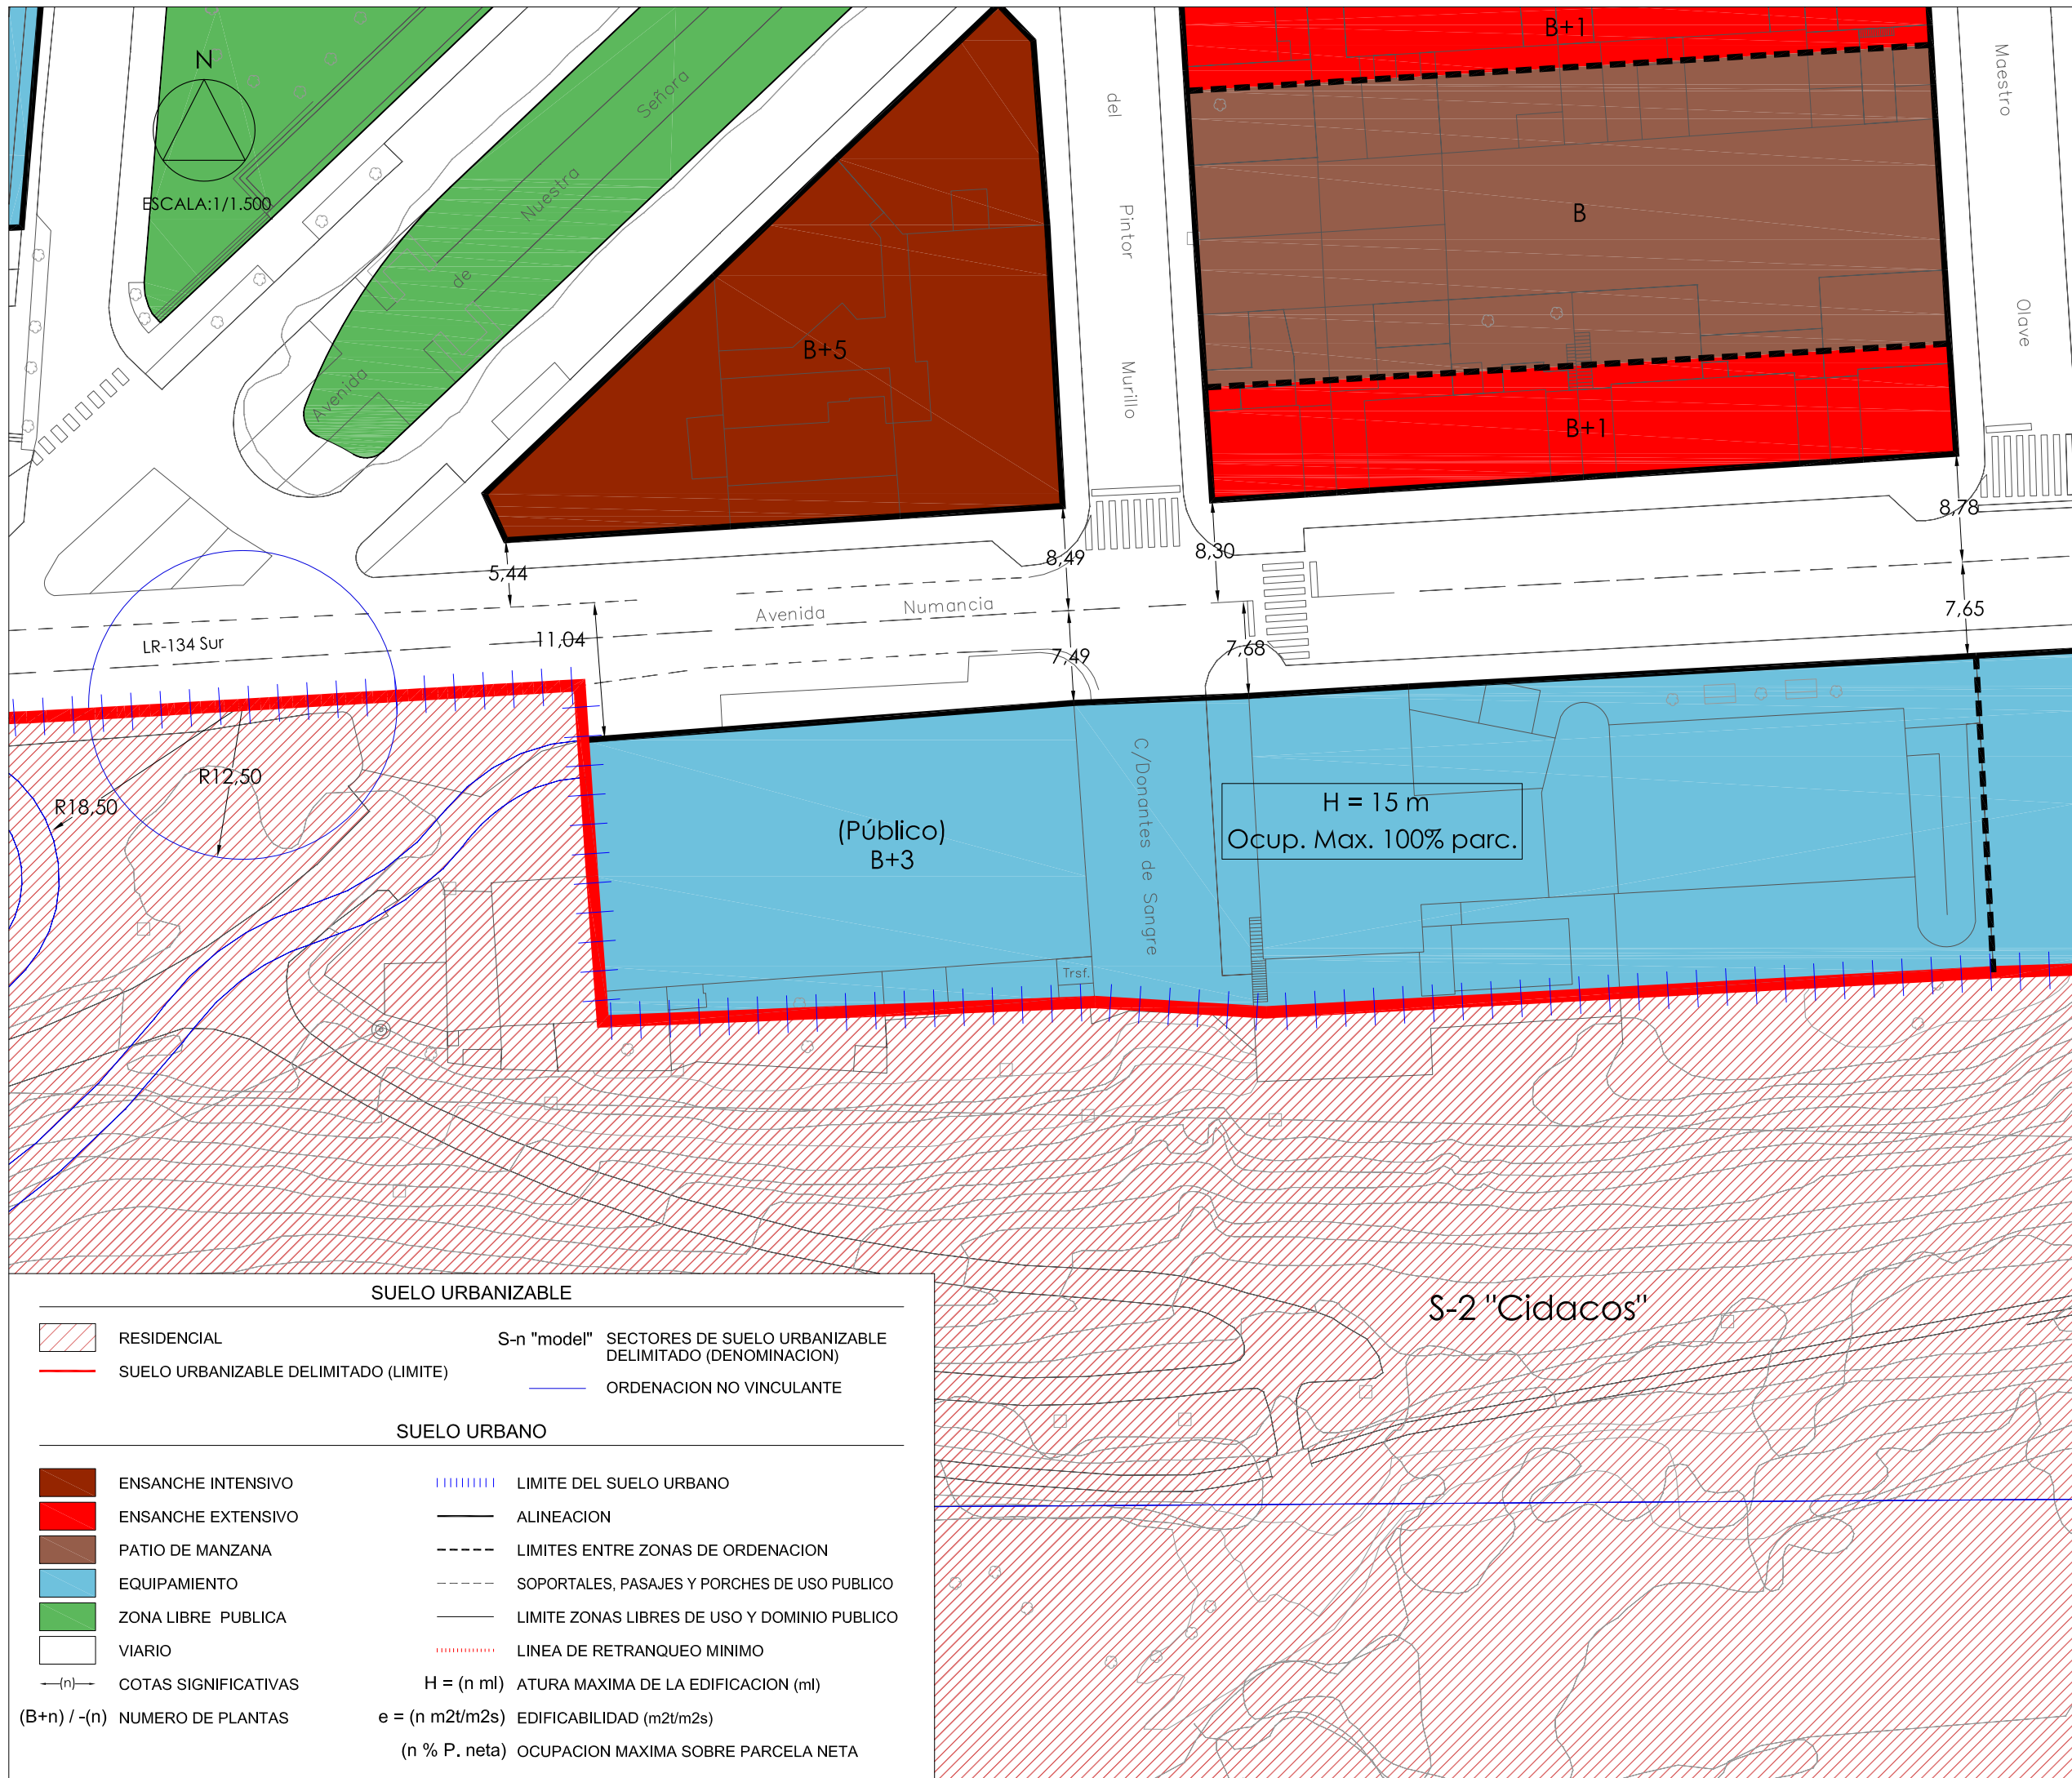 N
ESCALA:1/1.500
Avenida
de
Nuestra
Señora
B+5
del
Pintor
Murillo
B+1
B
B+1
Maestro
Olave
5,44
8,49
8,30
8,78
Avenida Numancia
LR-134 Sur
11,04
7,49
7,68
7,65
R12,50
R18,50
(Público)
B+3
C/Donantes de Sangre
H = 15 m
Ocup. Max. 100% parc.
Trsf.
S-2 "Cidacos"
SUELO URBANIZABLE
RESIDENCIAL
SUELO URBANIZABLE DELIMITADO (LIMITE)
S-n "model" SECTORES DE SUELO URBANIZABLE
DELIMITADO (DENOMINACION)
ORDENACION NO VINCULANTE
SUELO URBANO
ENSANCHE INTENSIVO
ENSANCHE EXTENSIVO
PATIO DE MANZANA
EQUIPAMIENTO
ZONA LIBRE PUBLICA
VIARIO
(n) COTAS SIGNIFICATIVAS
(B+n) / -(n) NUMERO DE PLANTAS
LIMITE DEL SUELO URBANO
ALINEACION
LIMITES ENTRE ZONAS DE ORDENACION
SOPORTALES, PASAJES Y PORCHES DE USO PUBLICO
LIMITE ZONAS LIBRES DE USO Y DOMINIO PUBLICO
LINEA DE RETRANQUEO MINIMO
H = (n ml) ATURA MAXIMA DE LA EDIFICACION (ml)
e = (n m2t/m2s) EDIFICABILIDAD (m2t/m2s)
(n % P. neta) OCUPACION MAXIMA SOBRE PARCELA NETA